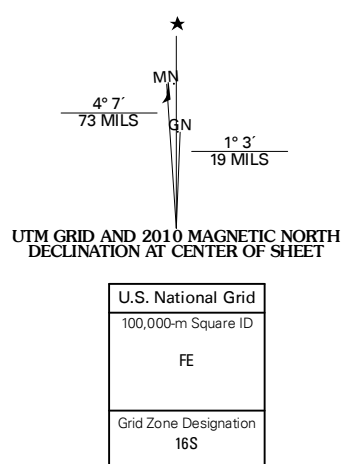 ★
MN
4° 7´
73 MILS
GN
1° 3´
19 MILS
UTM GRID AND 2010 MAGNETIC NORTH
DECLINATION AT CENTER OF SHEET
U.S. National Grid
100,000-m Square ID
FE
Grid Zone Designation
16S